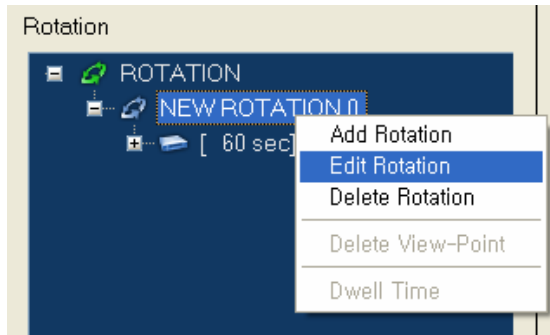 Rotation
ROTATION
NEW ROTATION 0
[ 60 sec]
Add Rotation
Edit Rotation
Delete Rotation
Delete View-Point
Dwell Time